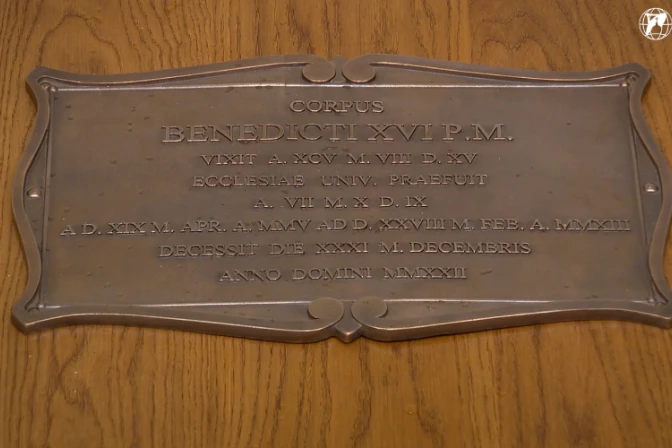 CORPUS
BENEDICTI XVI P.M.
VIXIT A. XCV M. VIII D. XV
ECCLESIAE UNIV. PRAEFUIT
A. VII M. X D. IX
A D. XIX M. APR. A. MMV AD D. XXVIII M. FEB. A. MMXIII
DECESSIT DIE XXXI M. DECEMBRIS
ANNO DOMINI MMXXII